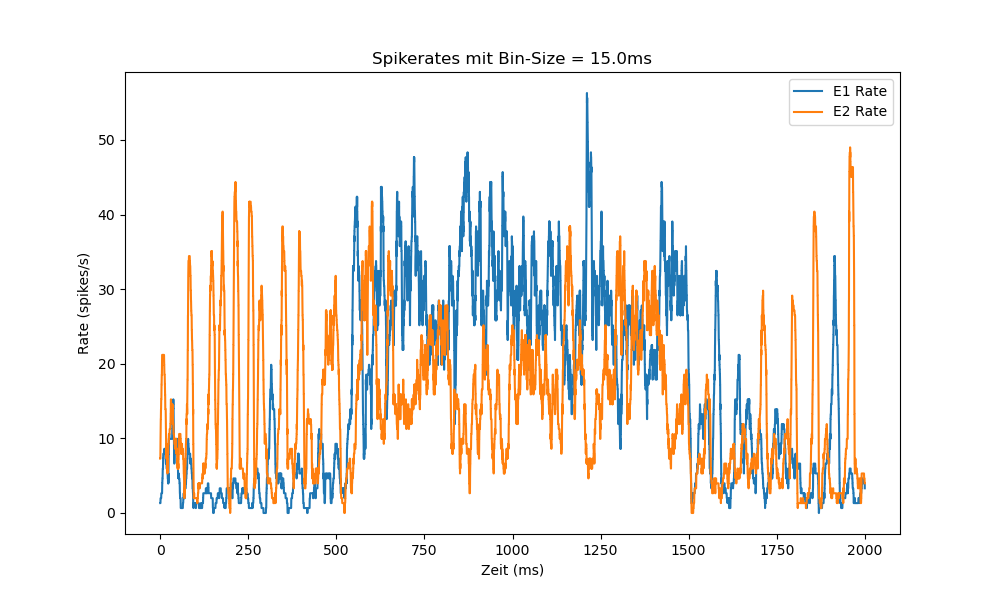 Spikerates mit Bin-Size = 15.0ms
E1 Rate
E2 Rate
Rate (spikes/s)
50
40
30
20
10
0
0 250 500 750 1000 1250 1500 1750 2000
Zeit (ms)